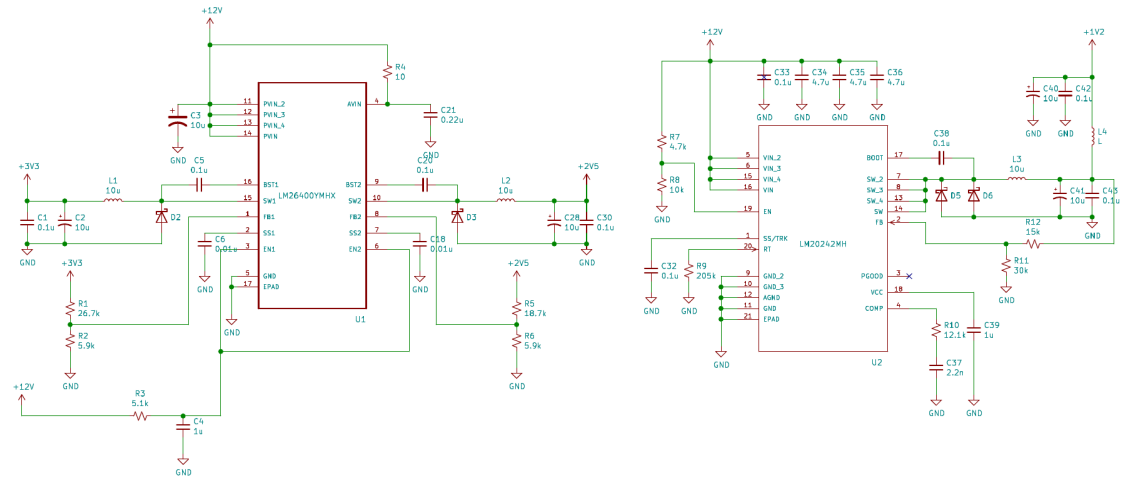 +12V
R4
10
C3
10u
GND
11
12
13
14
PVIN_2
PVIN_3
PVIN_4
PVIN
AVIN
4
C21
0.22u
GND
+3V3
L1
10u
C5
0.1u
16
15
1
2
3
5
17
BST1
SW1
FB1
SS1
EN1
GND
EPAD
LM26400YMHX
BST2
SW2
FB2
SS2
EN2
9
10
8
7
6
C20
0.1u
L2
10u
+2V5
C1
0.1u
C2
10u
D2
GND
C6
0.01u
GND
C18
0.01u
GND
D3
C28
10u
C30
0.1u
GND
+3V3
R1
26.7k
R2
5.9k
GND
GND
U1
+2V5
R5
18.7k
R6
5.9k
GND
+12V
R3
5.1k
C4
1u
GND
+12V
C33
0.1u
C34
4.7u
C35
4.7u
C36
4.7u
GND
GND
GND
GND
R7
4.7k
R8
10k
GND
5
6
15
16
19
1
20
9
10
12
11
21
VIN_2
VIN_3
VIN_4
VIN
EN
SS/TRK
RT
GND_2
GND_3
AGND
GND
EPAD
LM20242MH
BOOT
SW_2
SW_3
SW_4
SW
FB
PGOOD
VCC
COMP
17
7
8
13
14
2
3
18
4
U2
C32
0.1u
GND
R9
205k
GND
GND
C38
0.1u
D5
D6
L3
10u
+1V2
C40
10u
C42
0.1u
GND
GND
L4
L
C41
10u
C43
0.1u
GND
R12
15k
R11
30k
GND
R10
12.1k
C37
2.2n
GND
C39
1u
GND